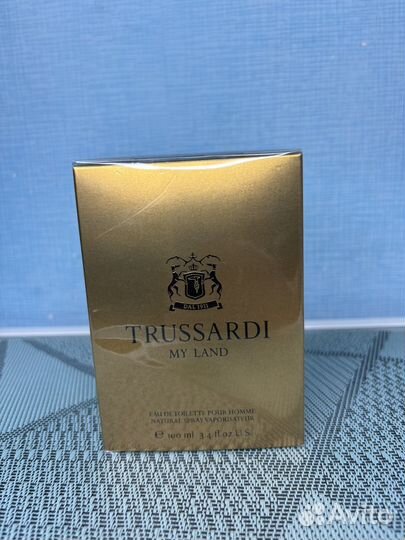 DAL 1911
TRUSSARDI
MY LAND
EAU DE TOILETTE POUR HOMME
NATURAL SPRAY VAPORISATEUR
℮ 100 ml 3.4 fl oz U.S.
Avito